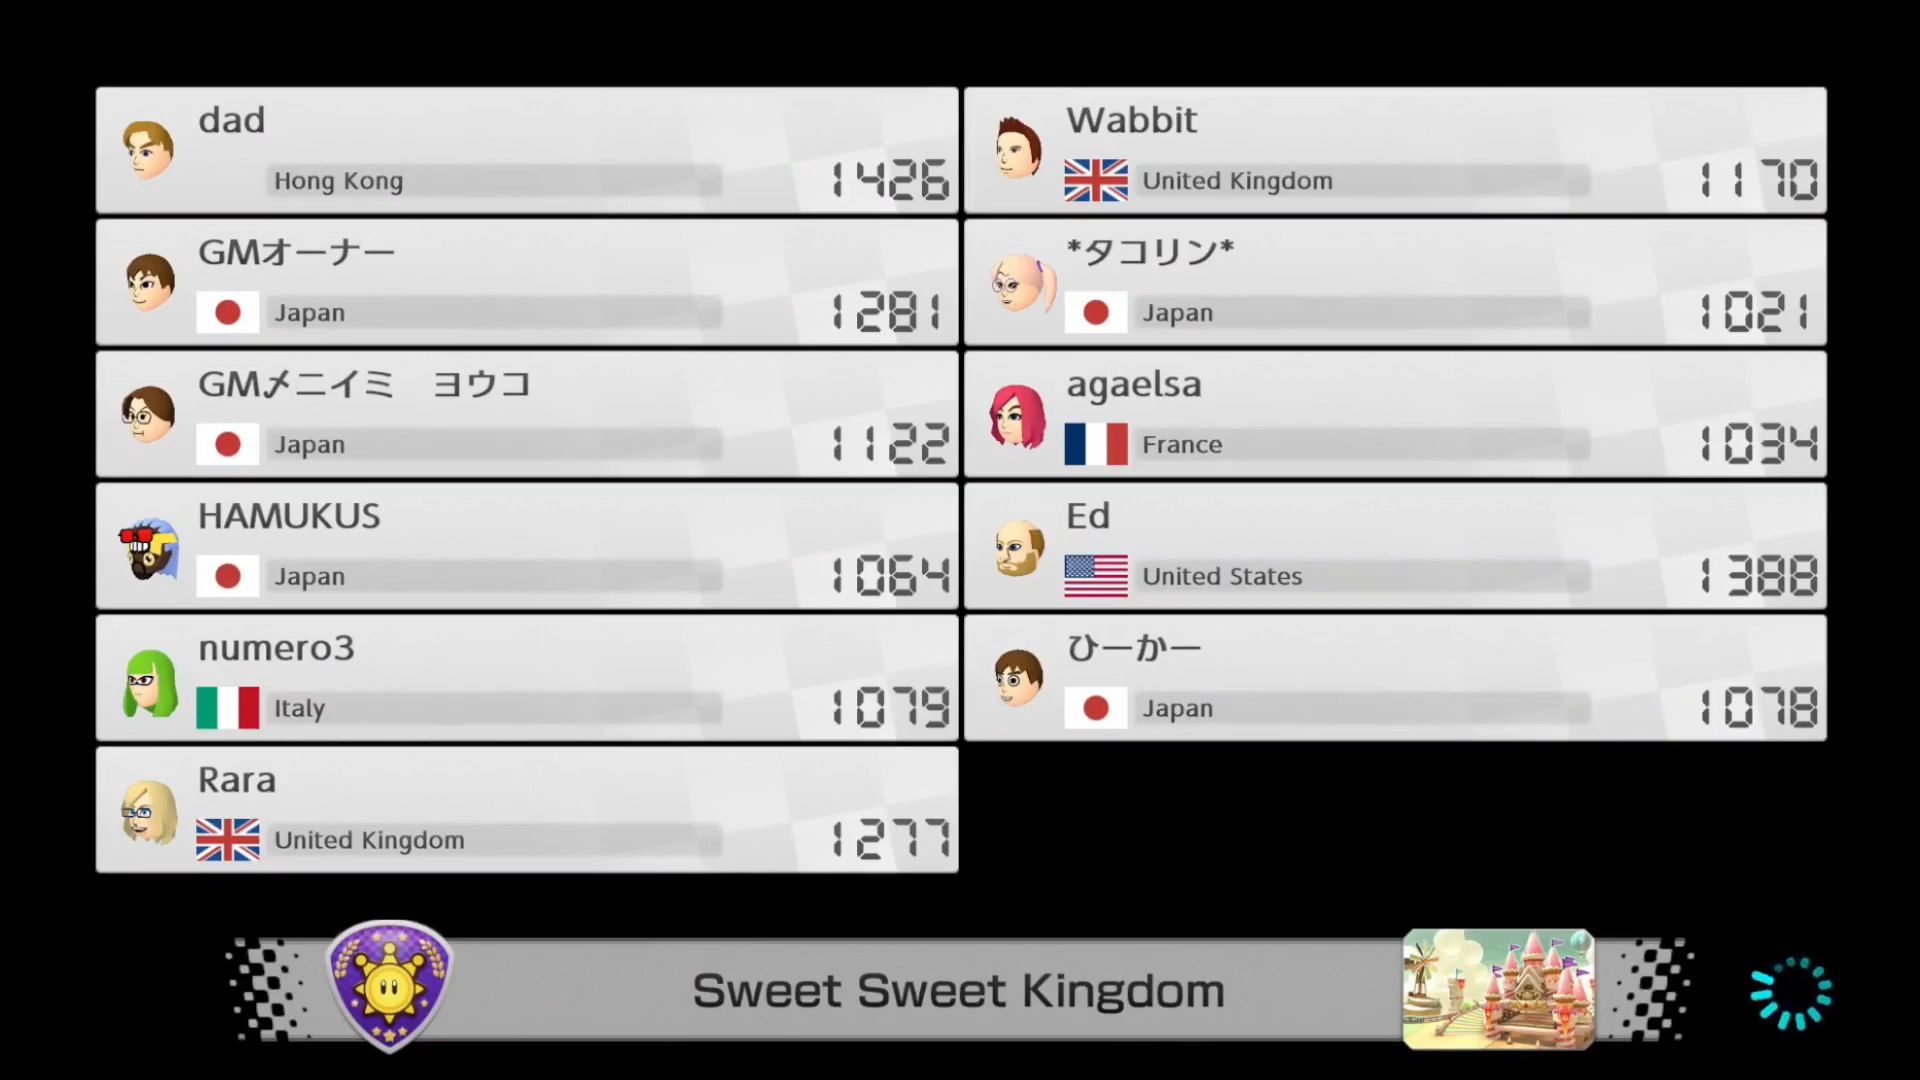 dad
Hong Kong
1426
Wabbit
United Kingdom
1170
GMオーナー
Japan
1281
*タコリン*
Japan
1021
GM〆ニイミ　ヨウコ
Japan
1122
agaelsa
France
1034
HAMUKUS
Japan
1064
Ed
United States
1388
numero3
Italy
1079
ひーかー
Japan
1078
Rara
United Kingdom
1277
Sweet Sweet Kingdom